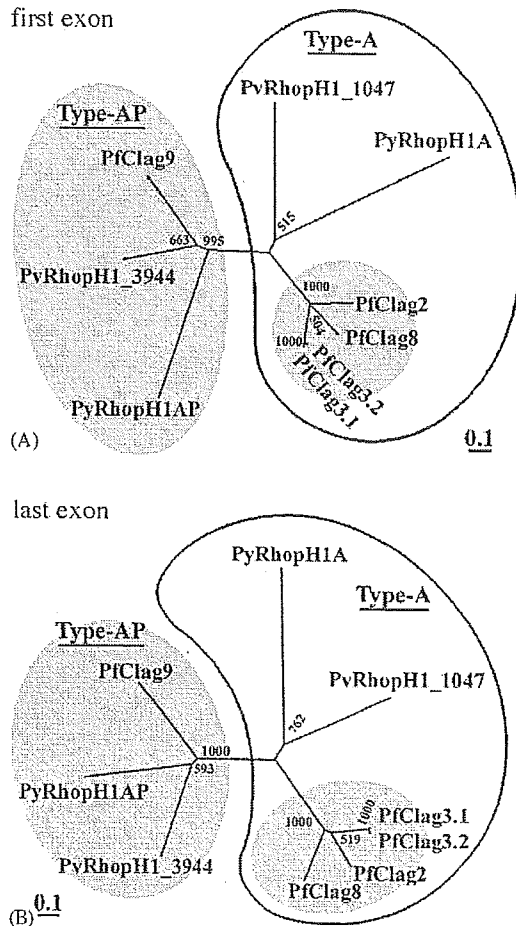 first exon
Type-A
PvRhopH1_1047
Type-AP
PyRhopH1A
PfClag9
515
663
995
PvRhopH1_3944
1000
PfClag2
504
PfClag8
1000
PfClag3.2
PfClag3.1
PyRhopH1AP
(A)
0.1
last exon
PyRhopH1A
Type-A
Type-AP
PfClag9
PvRhopH1_1047
762
1000
593
PyRhopH1AP
1000
1000
PfClag3.1
519
PfClag3.2
PvRhopH1_3944
PfClag2
PfClag8
(B)
0.1